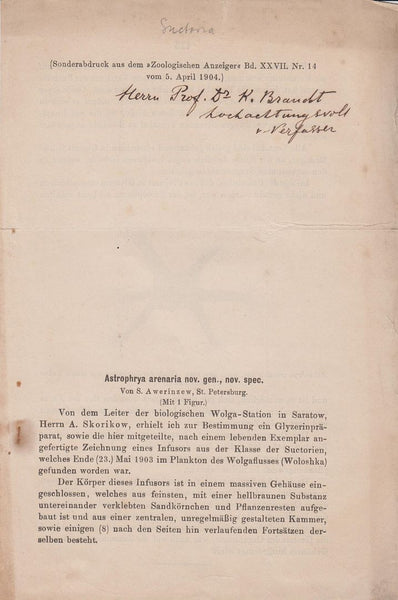 Suctoria
(Sonderabdruck aus dem »Zoologischen Anzeiger« Bd. XXVII. Nr. 14
vom 5. April 1904.)
Herrn Prof. Dr K. Brandt
hochachtungsvoll
v. Verfasser
Astrophrya arenaria nov. gen., nov. spec.
Von S. Awerinzew, St. Petersburg.
(Mit 1 Figur.)
Von dem Leiter der biologischen Wolga-Station in Saratow,
Herrn A. Skorikow, erhielt ich zur Bestimmung ein Glyzerinprä-
parat, sowie die hier mitgeteilte, nach einem lebenden Exemplar an-
gefertigte Zeichnung eines Infusors aus der Klasse der Suctorien,
welches Ende (23.) Mai 1903 im Plankton des Wolgaflusses (Woloshka)
gefunden worden war.
Der Körper dieses Infusors ist in einem massiven Gehäuse ein-
geschlossen, welches aus feinsten, mit einer hellbraunen Substanz
untereinander verklebten Sandkörnchen und Pflanzenresten aufge-
baut ist und aus einer zentralen, unregelmäßig gestalteten Kammer,
sowie einigen (8) nach den Seiten hin verlaufenden Fortsätzen der-
selben besteht.